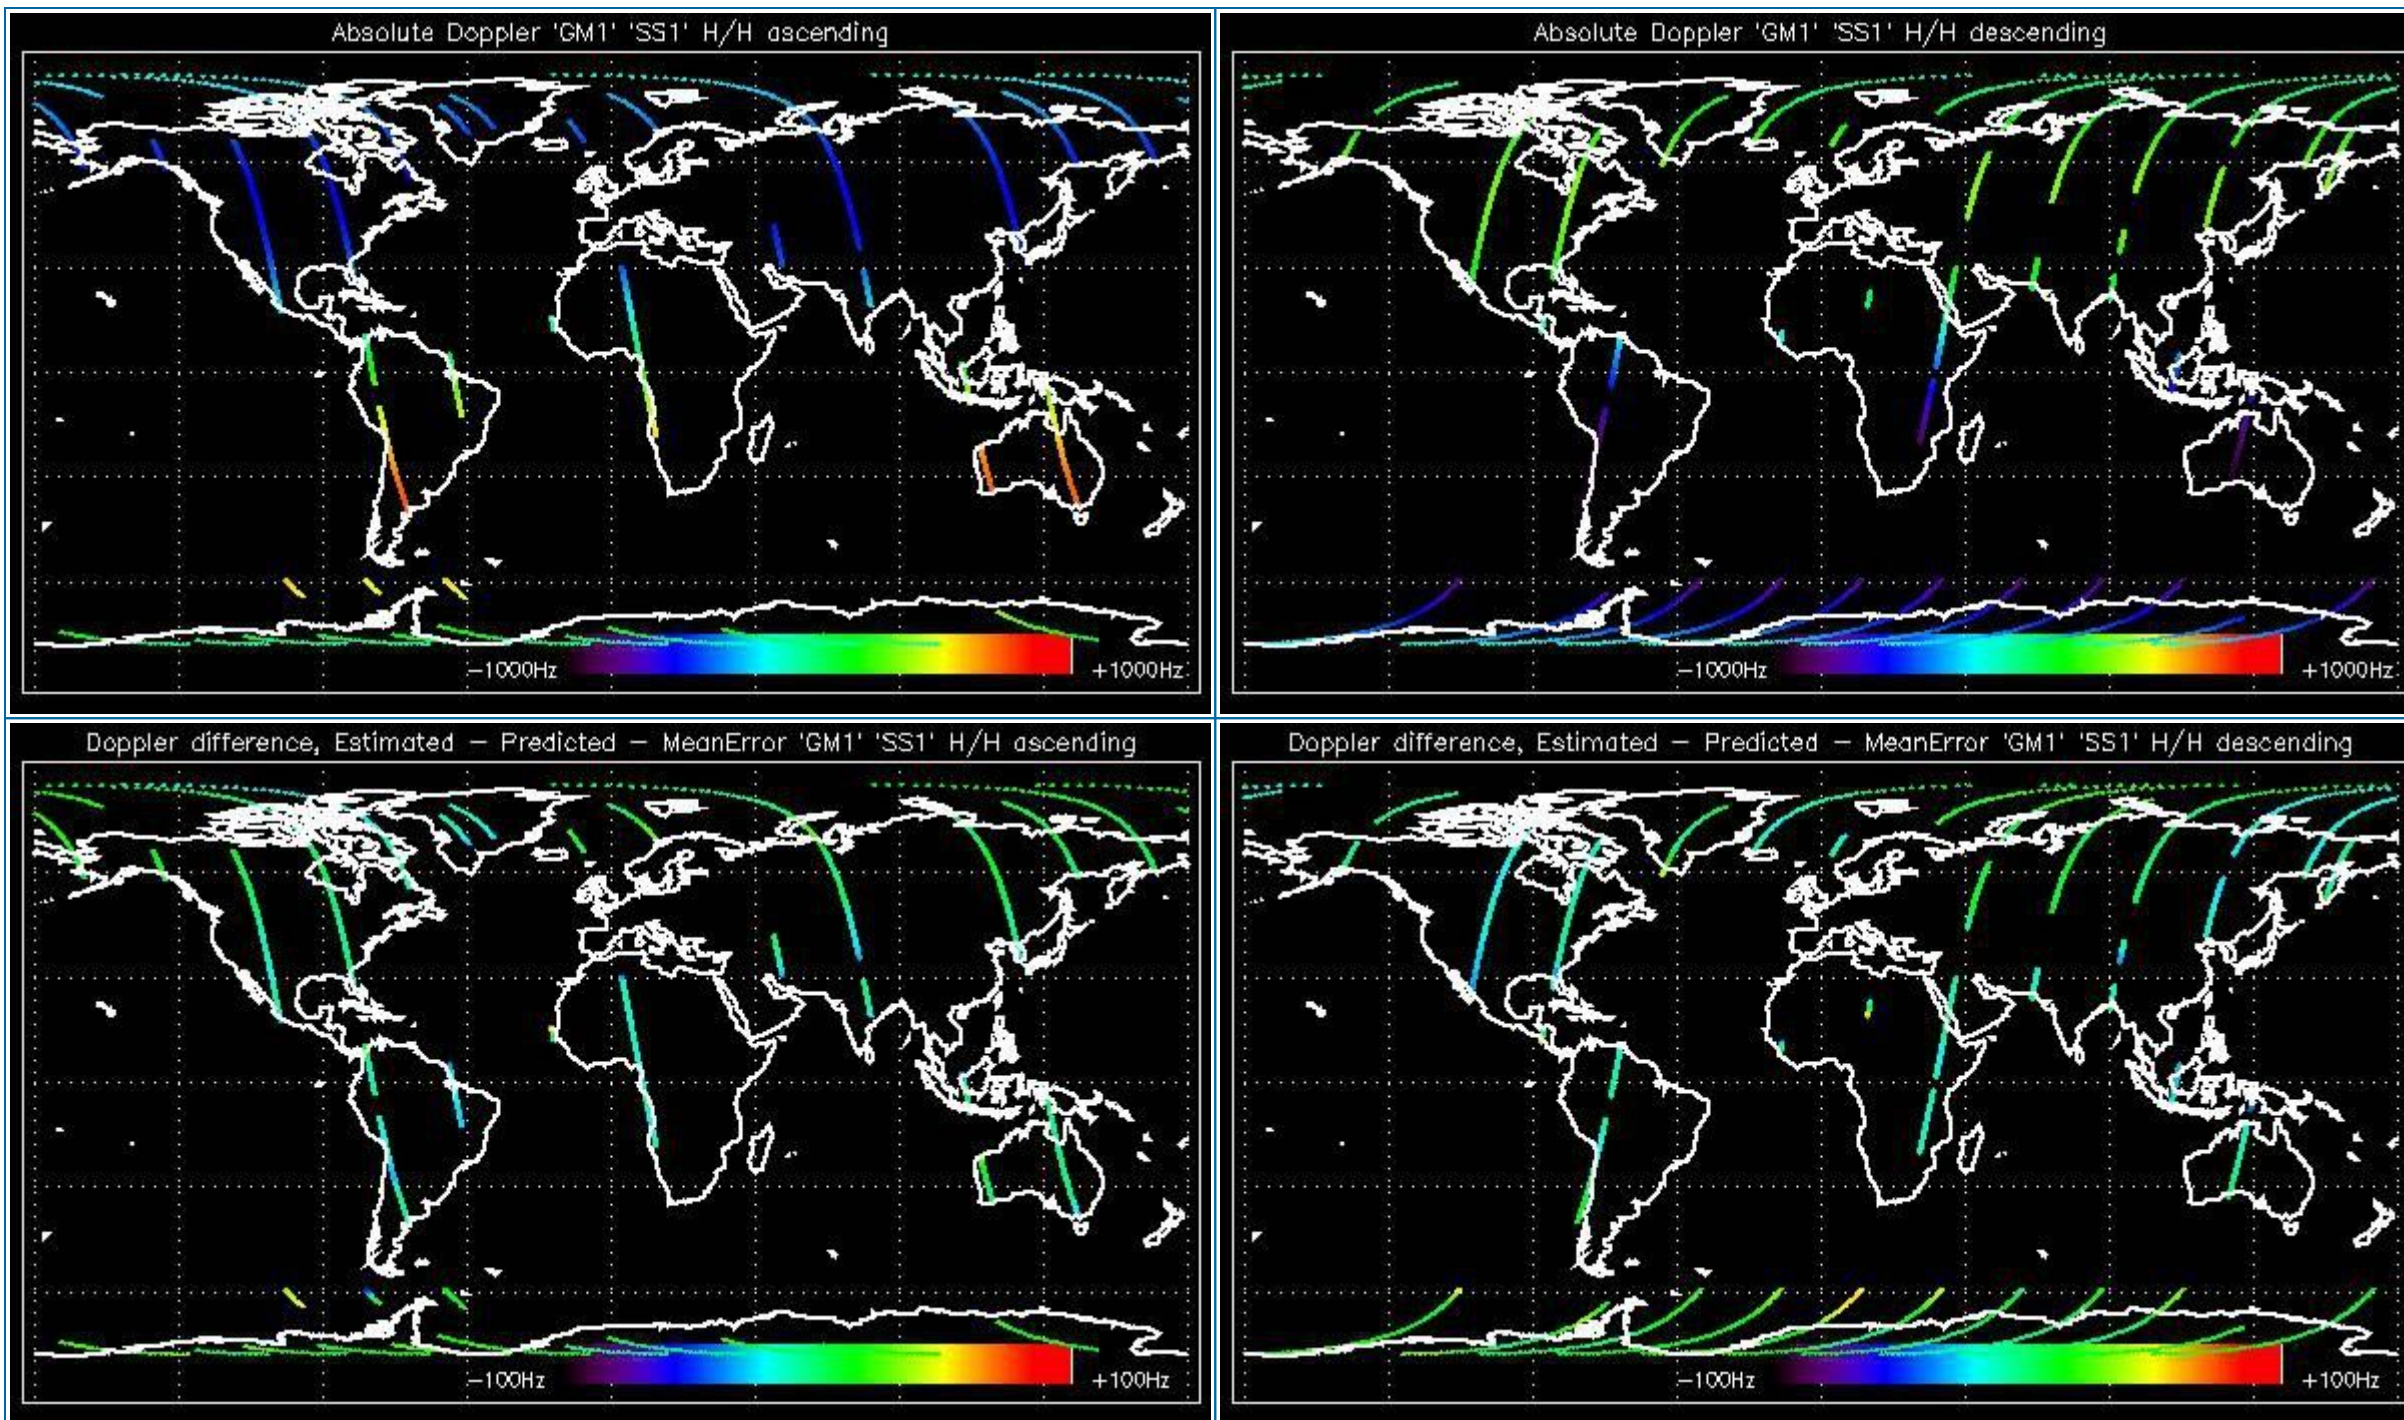 Absolute Doppler 'GM1' 'SS1' H/H ascending
-1000Hz
+1000Hz
Absolute Doppler 'GM1' 'SS1' H/H descending
-1000Hz
+1000Hz
Doppler difference, Estimated - Predicted - MeanError 'GM1' 'SS1' H/H ascending
-100Hz
+100Hz
Doppler difference, Estimated - Predicted - MeanError 'GM1' 'SS1' H/H descending
-100Hz
+100Hz